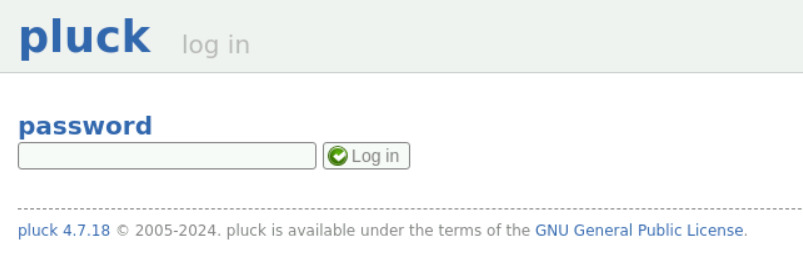 pluck log in
password
Log in
pluck 4.7.18 © 2005-2024. pluck is available under the terms of the GNU General Public License.